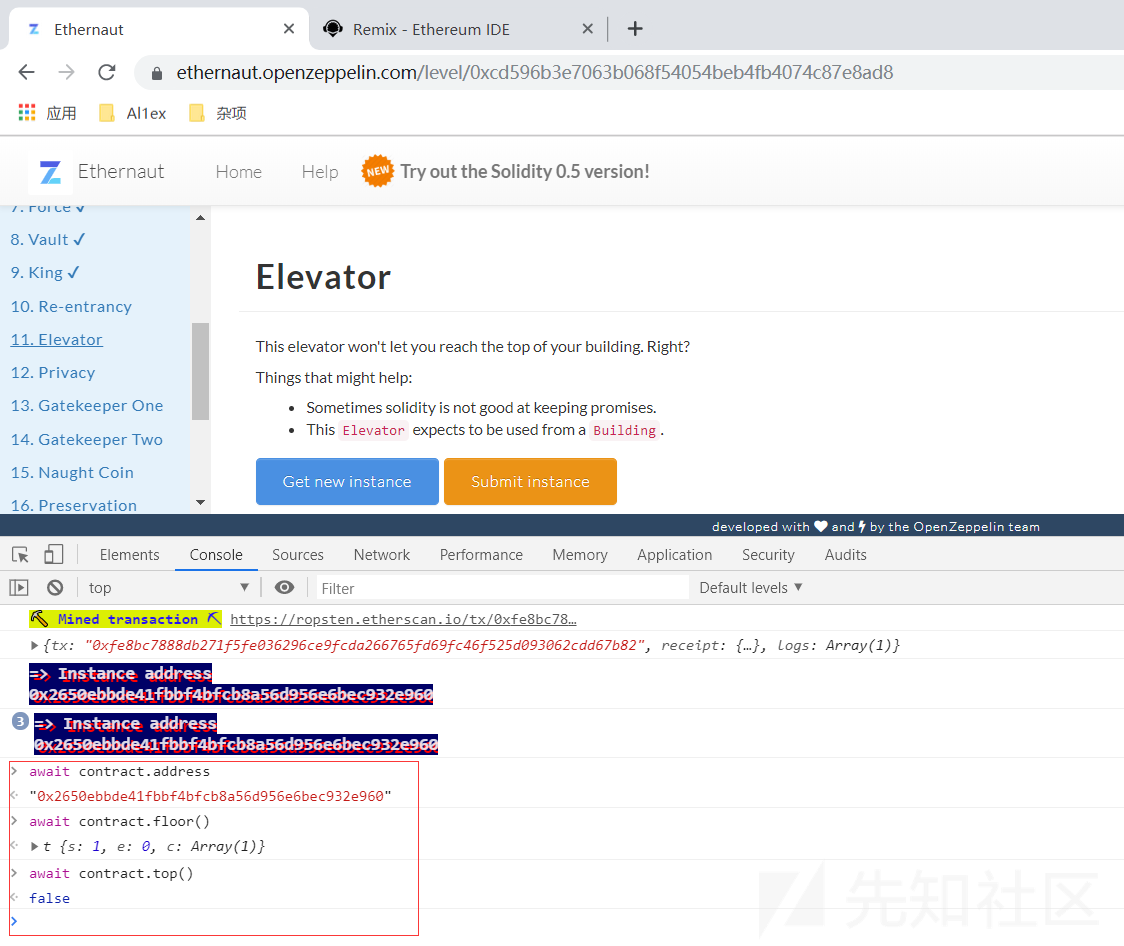 Ethernaut
Remix - Ethereum IDE
ethernaut.openzeppelin.com/level/0xcd596b3e7063b068f54054beb4fb4074c87e8ad8
应用 Al1ex 杂项
Ethernaut Home Help NEW Try out the Solidity 0.5 version!
7. Force ✓
8. Vault ✓
9. King ✓
10. Re-entrancy
11. Elevator
12. Privacy
13. Gatekeeper One
14. Gatekeeper Two
15. Naught Coin
16. Preservation
Elevator
This elevator won't let you reach the top of your building. Right?
Things that might help:
• Sometimes solidity is not good at keeping promises.
• This Elevator expects to be used from a Building.
Get new instance Submit instance
developed with ❤ and ⚡ by the OpenZeppelin team
Elements Console Sources Network Performance Memory Application Security Audits
top ▼ Filter Default levels ▼
Mined transaction https://ropsten.etherscan.io/tx/0xfe8bc78…
▶ {tx: "0xfe8bc7888db271f5fe036296ce9fcda266765fd69fc46f525d093062cdd67b82", receipt: {…}, logs: Array(1)}
=> Instance address
0x2650ebbde41fbbf4bfcb8a56d956e6bec932e960
3 => Instance address
0x2650ebbde41fbbf4bfcb8a56d956e6bec932e960
> await contract.address
"0x2650ebbde41fbbf4bfcb8a56d956e6bec932e960"
> await contract.floor()
▶ t {s: 1, e: 0, c: Array(1)}
> await contract.top()
false
>
先知社区